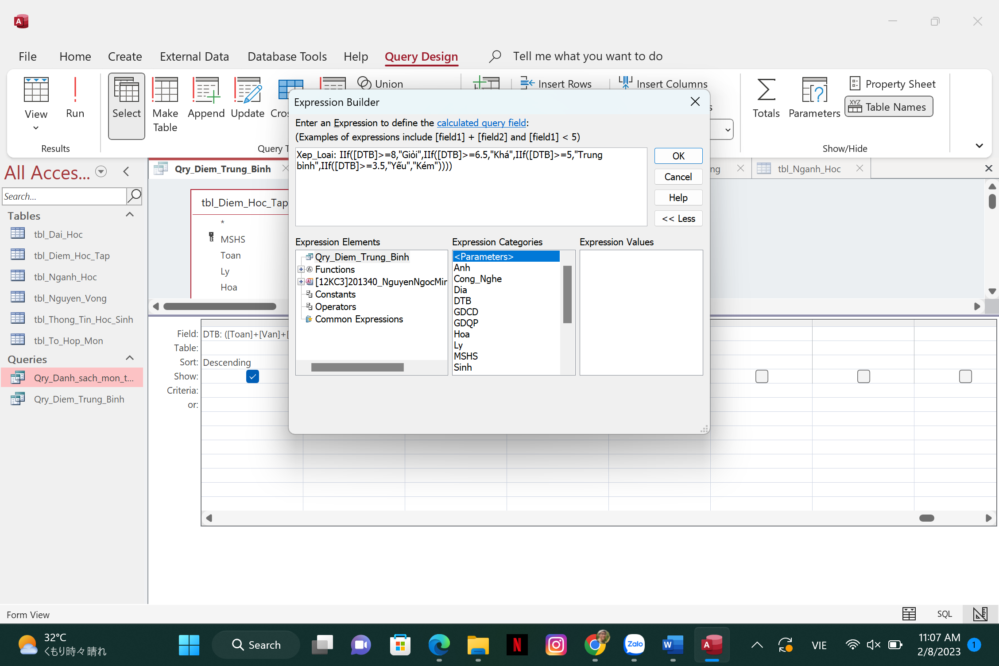 File Home Create External Data Database Tools Help Query Design Tell me what you want to do
View Run Select Make Table Append Update Union Insert Rows Insert Columns Totals Parameters Property Sheet
XYZ Table Names
Results Show/Hide
Expression Builder
Enter an Expression to define the calculated query field:
(Examples of expressions include [field1] + [field2] and [field1] < 5)
Xep_Loai: IIf([DTB]>=8,"Giỏi",IIf([DTB]>=6.5,"Khá",IIf([DTB]>=5,"Trung
bình",IIf([DTB]>=3.5,"Yếu","Kém"))))
OK
Cancel
Help
<< Less
Expression Elements
Qry_Diem_Trung_Binh
Functions
[12KC3]201340_NguyenNgocMir
Constants
Operators
Common Expressions
Expression Categories
<Parameters>
Anh
Cong_Nghe
Dia
DTB
GDCD
GDQP
Hoa
Ly
MSHS
Sinh
Expression Values
All Acces...
Search...
Tables
tbl_Dai_Hoc
tbl_Diem_Hoc_Tap
tbl_Nganh_Hoc
tbl_Nguyen_Vong
tbl_Thong_Tin_Hoc_Sinh
tbl_To_Hop_Mon
Queries
Qry_Danh_sach_mon_t...
Qry_Diem_Trung_Binh
Qry_Diem_Trung_Binh
ng
tbl_Nganh_Hoc
tbl_Diem_Hoc_Tap
*
MSHS
Toan
Ly
Hoa
Field: DTB: ([Toan]+[Van]+[
Table:
Sort: Descending
Show:
Criteria:
or:
Form View SQL
32°C
くもり時々晴れ
Search
Zalo
VIE
11:07 AM
2/8/2023
1